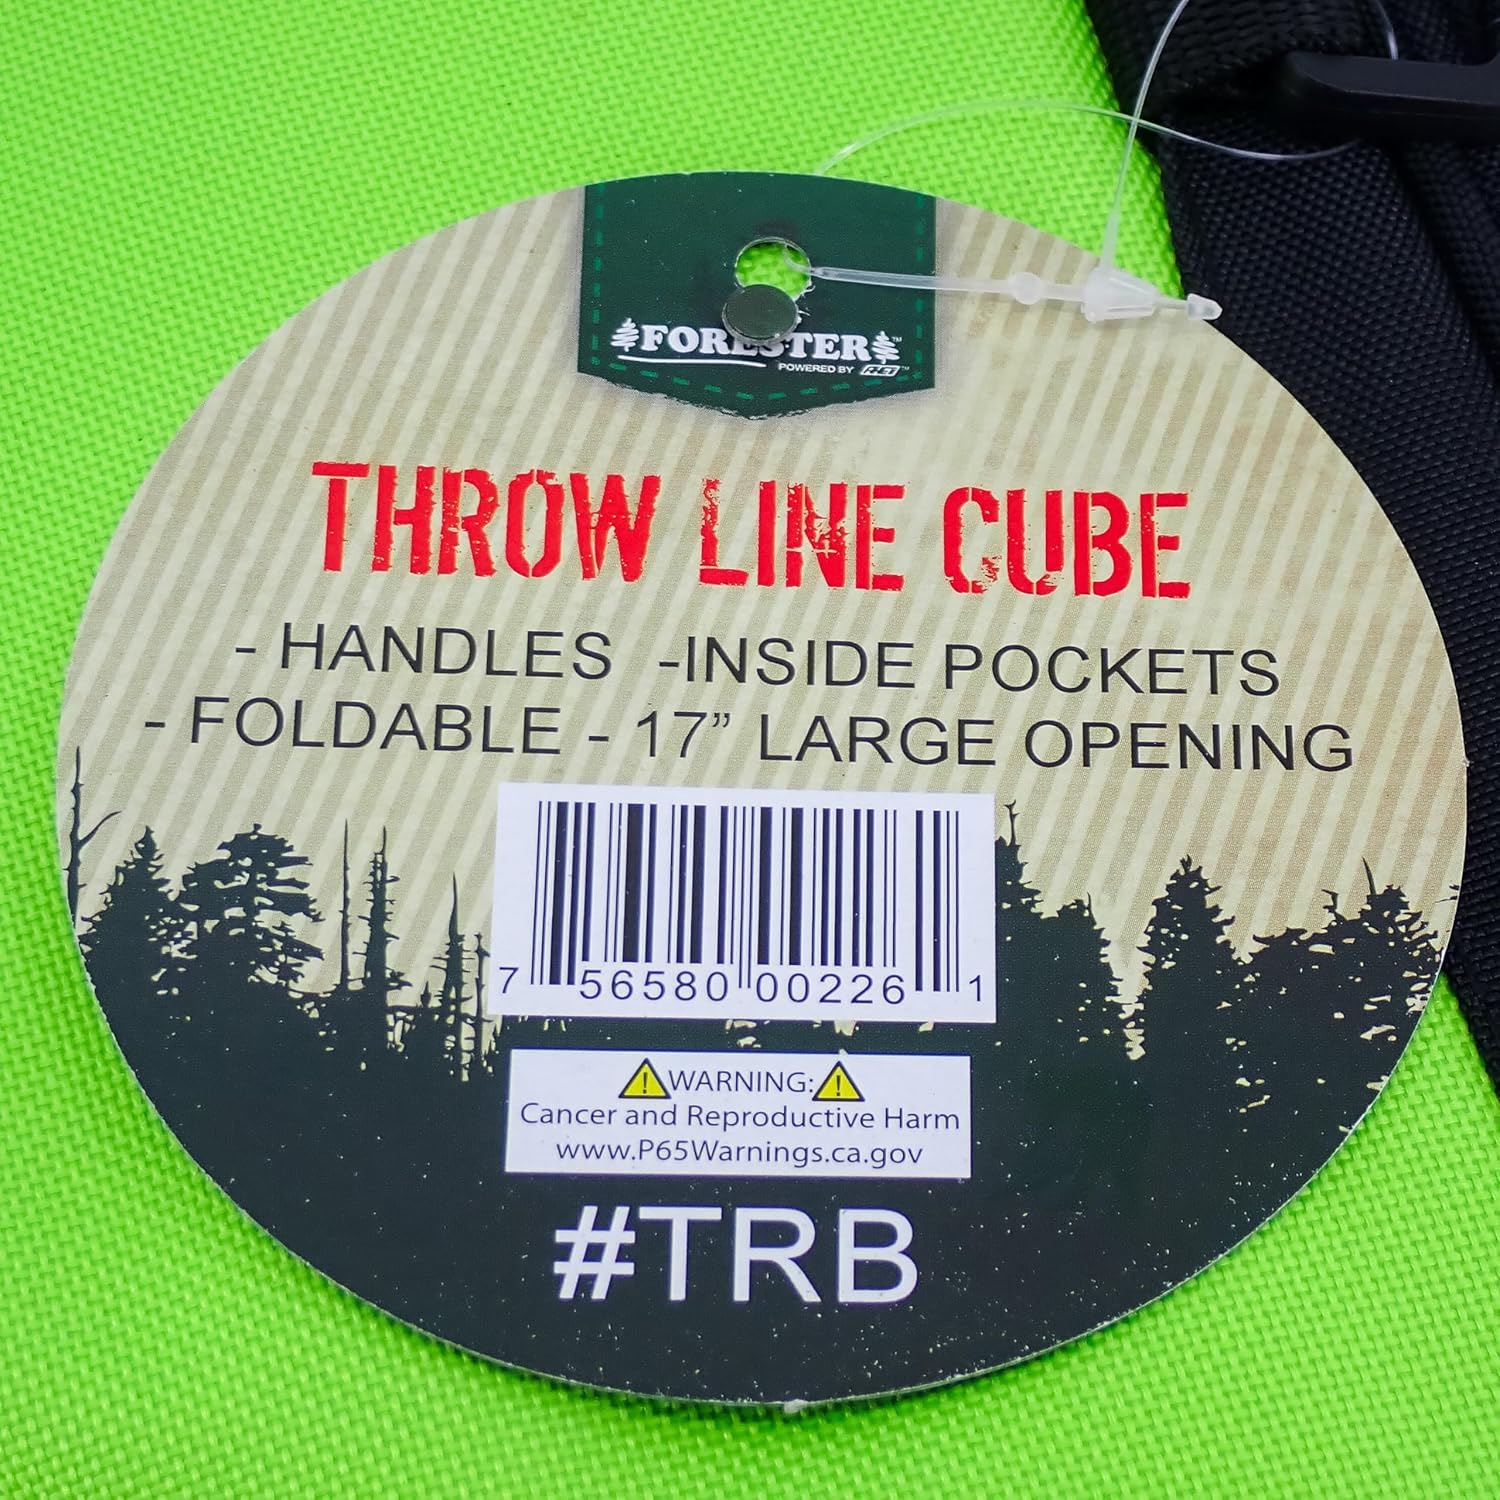 FORESTER™
POWERED BY
THROW LINE CUBE
- HANDLES -INSIDE POCKETS
- FOLDABLE - 17” LARGE OPENING
7 56580 00226 1
WARNING:
Cancer and Reproductive Harm
www.P65Warnings.ca.gov
#TRB